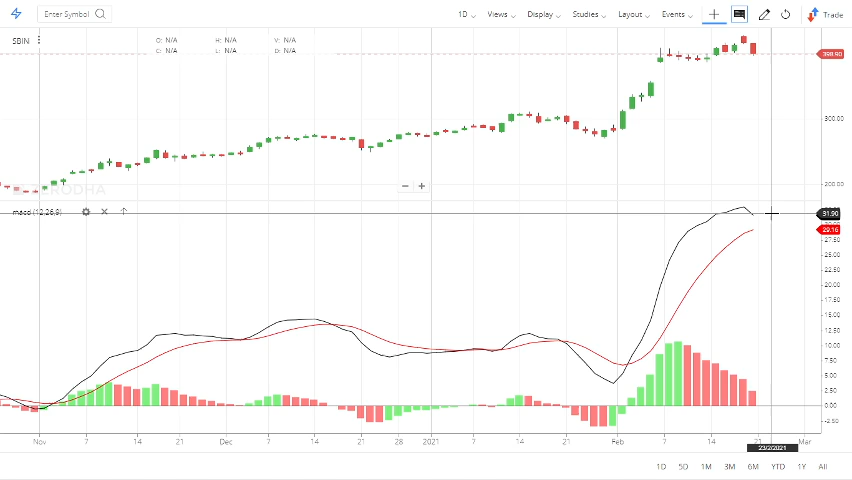 Enter Symbol
1D Views Display Studies Layout Events Trade
SBIN
O: N/A H: N/A V: N/A
C: N/A L: N/A D: N/A
398.90
300.00
200.00
macd (12,26,9)
31.90
29.16
27.50
25.00
22.50
20.00
17.50
15.00
12.50
10.00
7.50
5.00
2.50
0.00
-2.50
Nov 7 14 21 Dec 7 14 21 28 2021 7 14 21 Feb 7 14 21 Mar
23/2/2021
1D 5D 1M 3M 6M YTD 1Y All